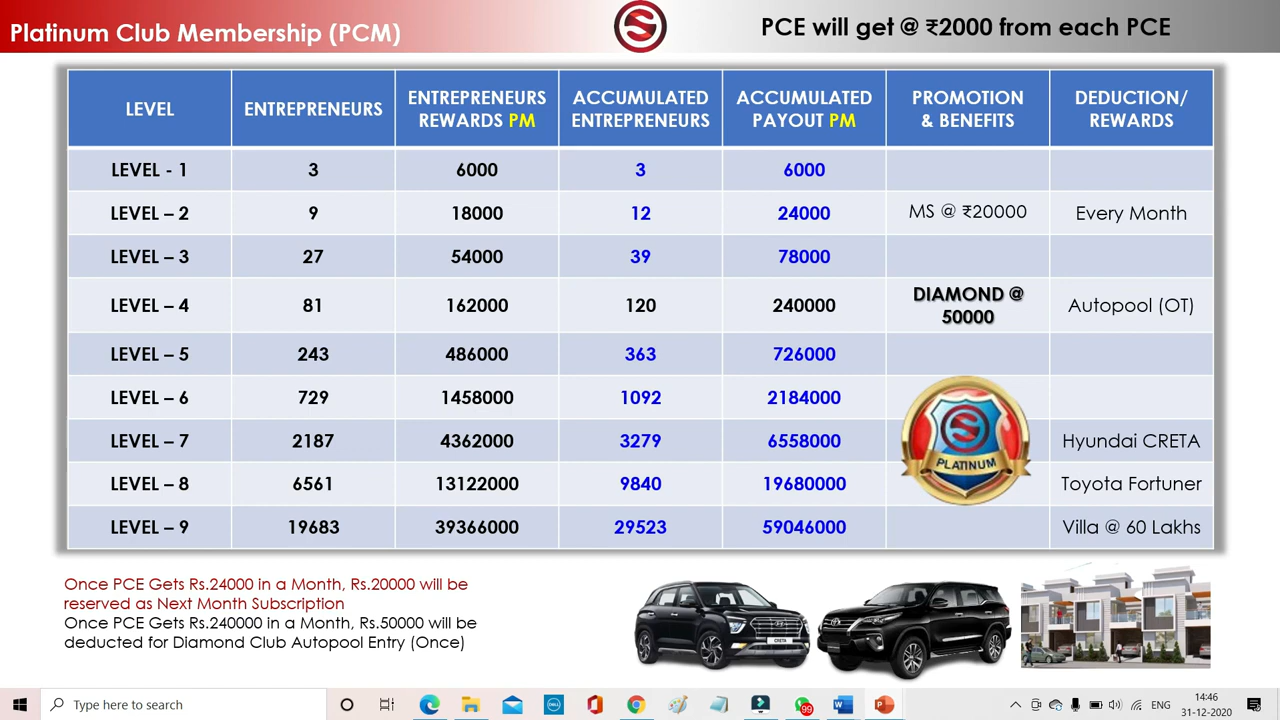 Platinum Club Membership (PCM)
S
PCE will get @ ₹2000 from each PCE
LEVEL ENTREPRENEURS ENTREPRENEURS REWARDS PM ACCUMULATED ENTREPRENEURS ACCUMULATED PAYOUT PM PROMOTION & BENEFITS DEDUCTION/ REWARDS
LEVEL - 1 3 6000 3 6000
LEVEL – 2 9 18000 12 24000 MS @ ₹20000 Every Month
LEVEL – 3 27 54000 39 78000
LEVEL – 4 81 162000 120 240000 DIAMOND @ 50000 Autopool (OT)
LEVEL – 5 243 486000 363 726000
LEVEL – 6 729 1458000 1092 2184000
LEVEL – 7 2187 4362000 3279 6558000 Hyundai CRETA
S
PLATINUM
LEVEL – 8 6561 13122000 9840 19680000 Toyota Fortuner
LEVEL – 9 19683 39366000 29523 59046000 Villa @ 60 Lakhs
Once PCE Gets Rs.24000 in a Month, Rs.20000 will be
reserved as Next Month Subscription
Once PCE Gets Rs.240000 in a Month, Rs.50000 will be
deducted for Diamond Club Autopool Entry (Once)
CRETA
Type here to search
DELL
99
W
P
ENG
14:46
31-12-2020